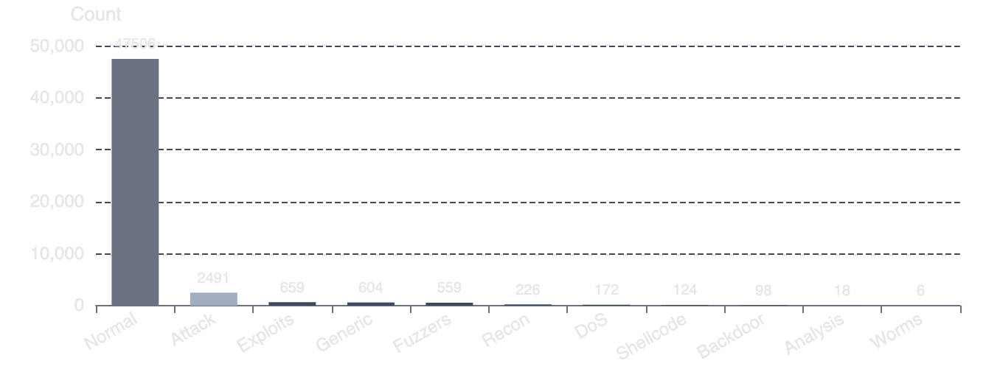 Count
50,000
47506
40,000
30,000
20,000
10,000
2491
659
604
559
226
172
124
98
18
6
0
Normal
Attack
Exploits
Generic
Fuzzers
Recon
DoS
Shellcode
Backdoor
Analysis
Worms